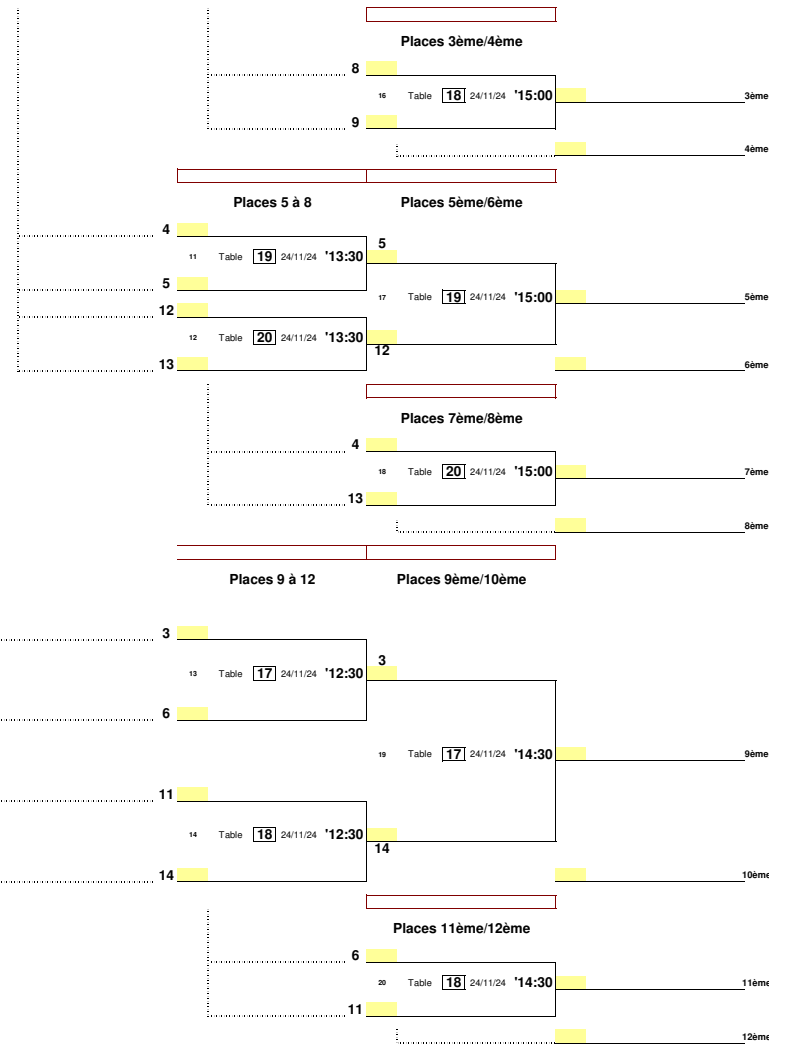 Places 3ème/4ème
8
16 Table 18 24/11/24 '15:00 3ème
9
4ème
Places 5 à 8 Places 5ème/6ème
4
5
11 Table 19 24/11/24 '13:30
5
17 Table 19 24/11/24 '15:00 5ème
12
12 Table 20 24/11/24 '13:30
12
13 6ème
Places 7ème/8ème
4
18 Table 20 24/11/24 '15:00 7ème
13
8ème
Places 9 à 12 Places 9ème/10ème
3
3
13 Table 17 24/11/24 '12:30
6
19 Table 17 24/11/24 '14:30 9ème
11
14 Table 18 24/11/24 '12:30
14
14 10ème
Places 11ème/12ème
6
20 Table 18 24/11/24 '14:30 11ème
11
12ème